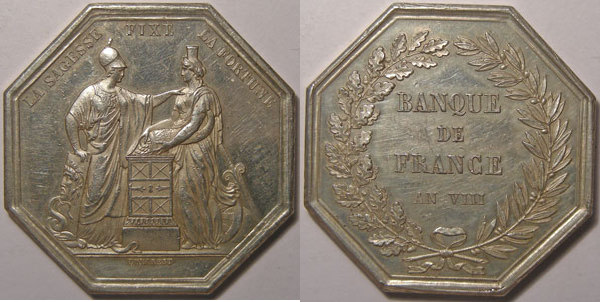 LA SAGESSE FIXE LA FORTUNE
BANQUE
DE
FRANCE
AN VIII